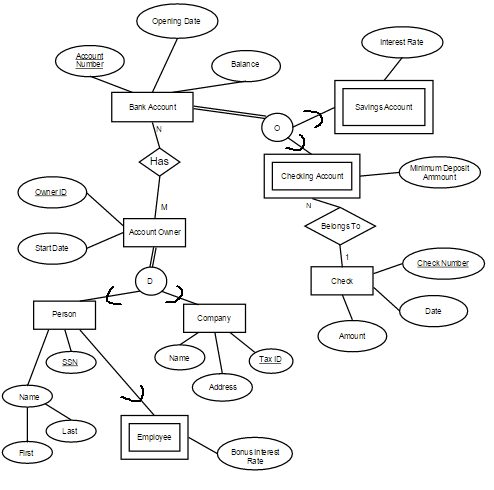 Opening Date
Account
Number
Balance
Interest Rate
Bank Account
Savings Account
O
N
Has
Checking Account
Minimum Deposit
Ammount
Owner ID
M
N
Account Owner
Belongs To
Start Date
1
Check Number
D
Check
Person
Company
Date
Amount
SSN
Name
Tax ID
Name
Address
Last
First
Employee
Bonus Interest
Rate